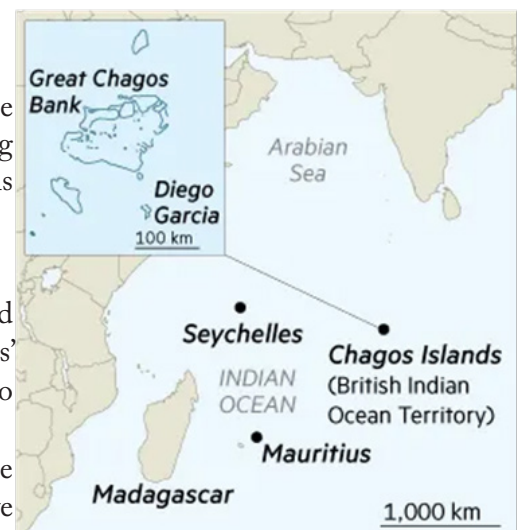 Great Chagos
Bank
Diego
Garcia
100 km
Arabian
Sea
Seychelles
Chagos Islands
(British Indian
Ocean Territory)
INDIAN
OCEAN
Mauritius
Madagascar
1,000 km